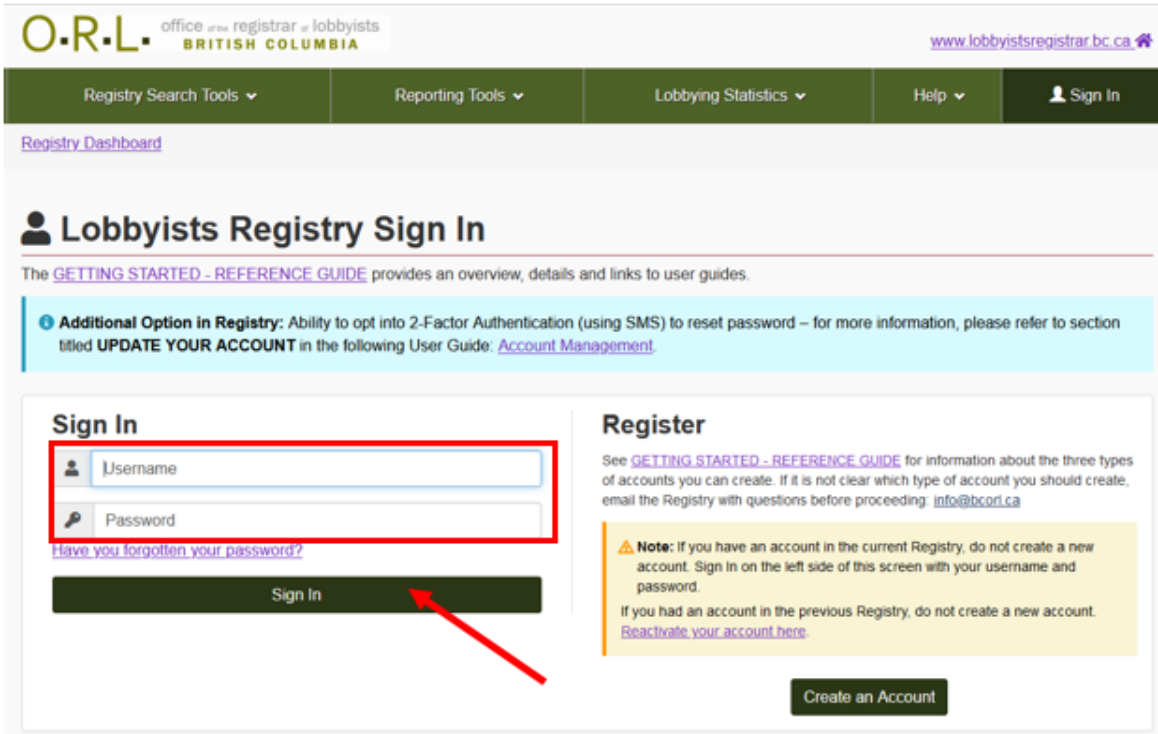 O.R.L. office of the registrar of lobbyists
BRITISH COLUMBIA
www.lobbyistsregistrar.bc.ca
Registry Search Tools Reporting Tools Lobbying Statistics Help Sign In
Registry Dashboard
Lobbyists Registry Sign In
The GETTING STARTED - REFERENCE GUIDE provides an overview, details and links to user guides.
Additional Option in Registry: Ability to opt into 2-Factor Authentication (using SMS) to reset password – for more information, please refer to section
titled UPDATE YOUR ACCOUNT in the following User Guide: Account Management.
Sign In
Username
Password
Have you forgotten your password?
Sign In
Register
See GETTING STARTED - REFERENCE GUIDE for information about the three types
of accounts you can create. If it is not clear which type of account you should create,
email the Registry with questions before proceeding: info@bcorl.ca
Note: If you have an account in the current Registry, do not create a new
account. Sign In on the left side of this screen with your username and
password.
If you had an account in the previous Registry, do not create a new account.
Reactivate your account here.
Create an Account